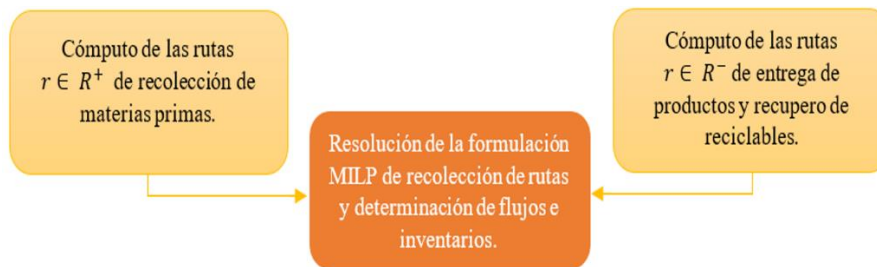 Cómputo de las rutas
r ∈ R⁺ de recolección de
materias primas.
Cómputo de las rutas
r ∈ R⁻ de entrega de
productos y recupero de
reciclables.
Resolución de la formulación
MILP de recolección de rutas
y determinación de flujos e
inventarios.